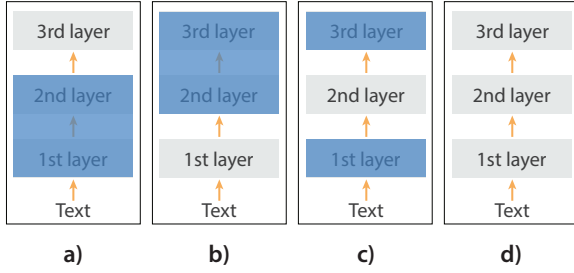 3rd layer
2nd layer
1st layer
Text
a)
3rd layer
2nd layer
1st layer
Text
b)
3rd layer
2nd layer
1st layer
Text
c)
3rd layer
2nd layer
1st layer
Text
d)